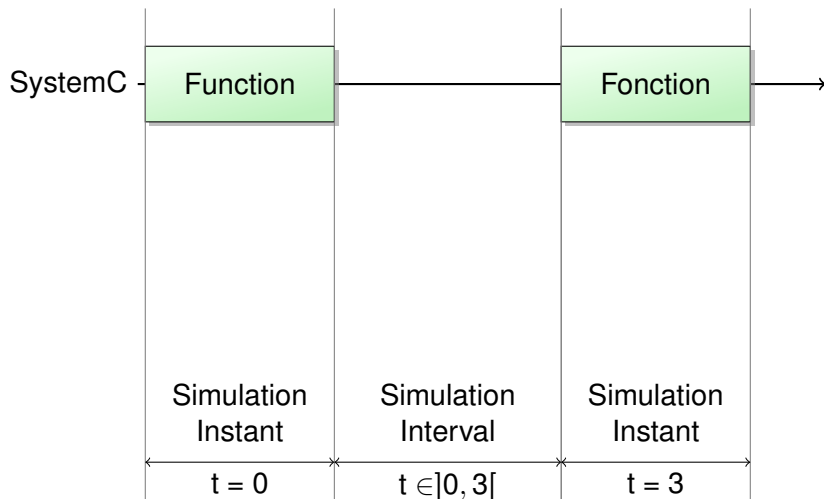 SystemC
Function
Fonction
Simulation
Instant
Simulation
Interval
Simulation
Instant
t = 0
t ∈]0, 3[
t = 3